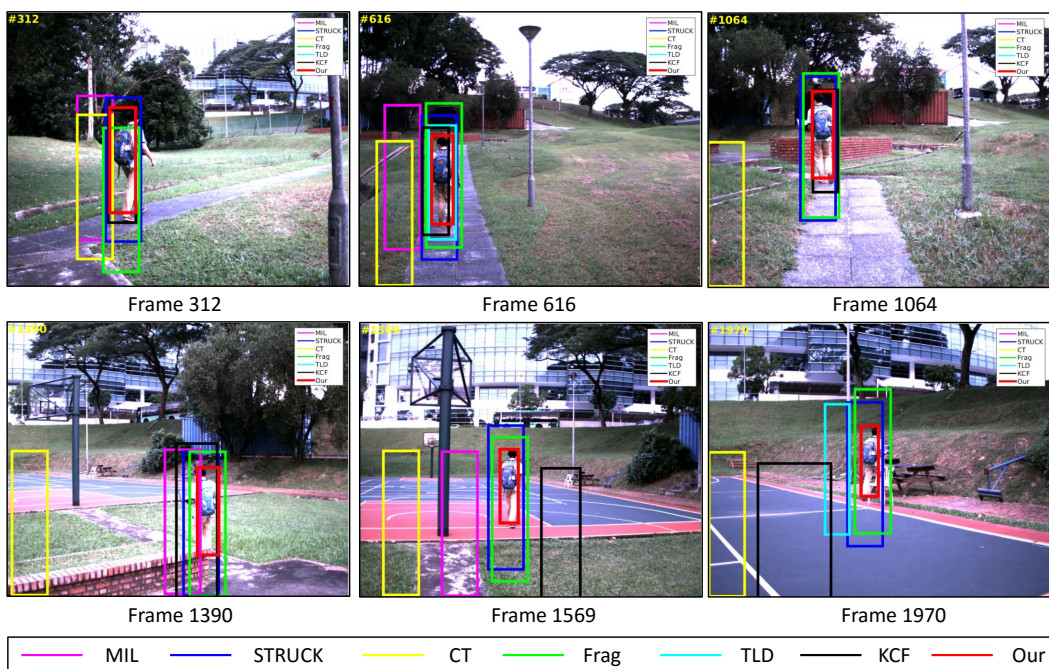 #312
MIL
STRUCK
CT
Frag
TLD
KCF
Our
#616
MIL
STRUCK
CT
Frag
TLD
KCF
Our
#1064
MIL
STRUCK
CT
Frag
TLD
KCF
Our
Frame 312
Frame 616
Frame 1064
#1390
MIL
STRUCK
CT
Frag
TLD
KCF
Our
#1569
MIL
STRUCK
CT
Frag
TLD
KCF
Our
#1970
MIL
STRUCK
CT
Frag
TLD
KCF
Our
Frame 1390
Frame 1569
Frame 1970
MIL STRUCK CT Frag TLD KCF Our